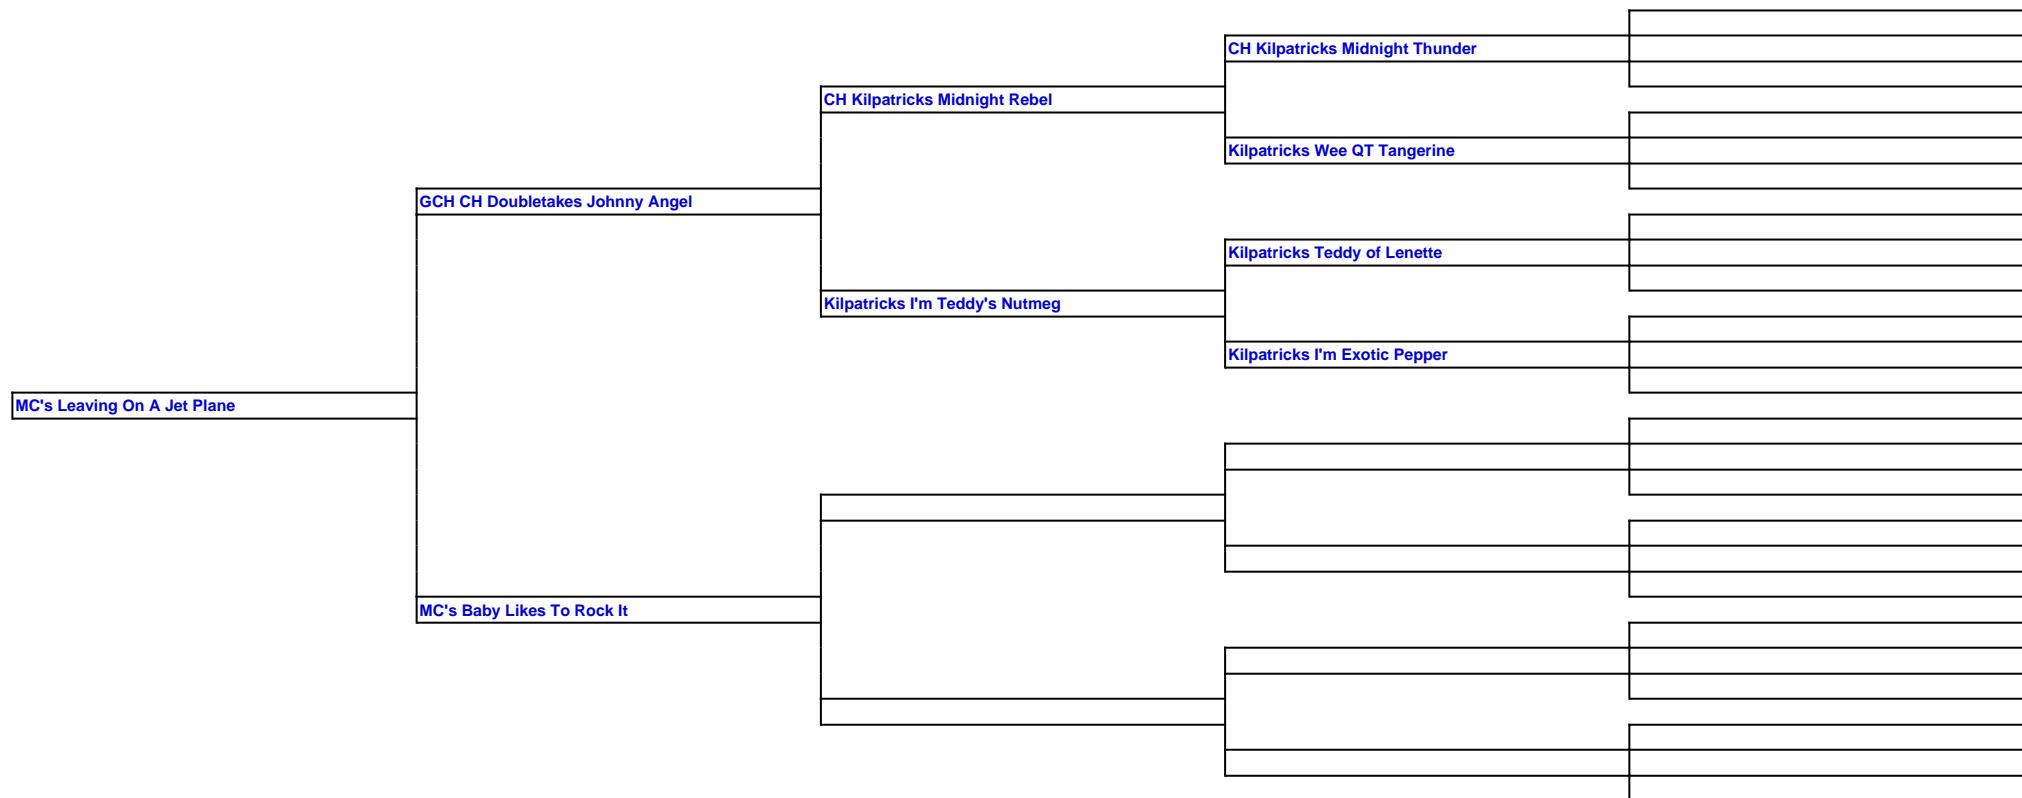 CH Kilpatricks Midnight Thunder
CH Kilpatricks Midnight Rebel
Kilpatricks Wee QT Tangerine
GCH CH Doubletakes Johnny Angel
Kilpatricks Teddy of Lenette
Kilpatricks I'm Teddy's Nutmeg
Kilpatricks I'm Exotic Pepper
MC's Leaving On A Jet Plane
MC's Baby Likes To Rock It